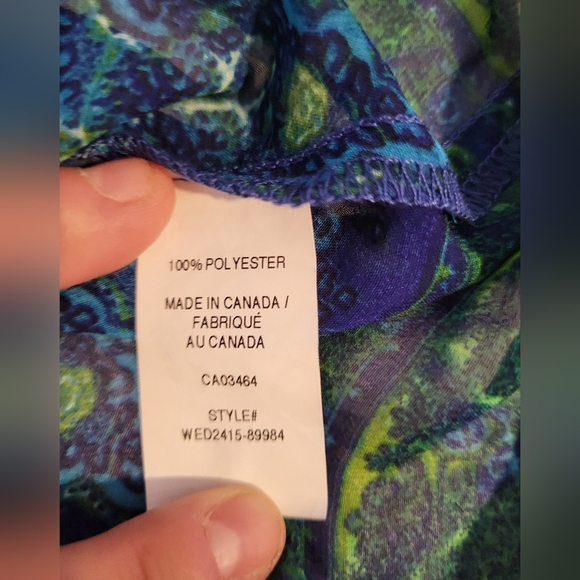 100% POLYESTER
MADE IN CANADA /
FABRIQUÉ
AU CANADA
CA03464
STYLE#
WED2415-89984